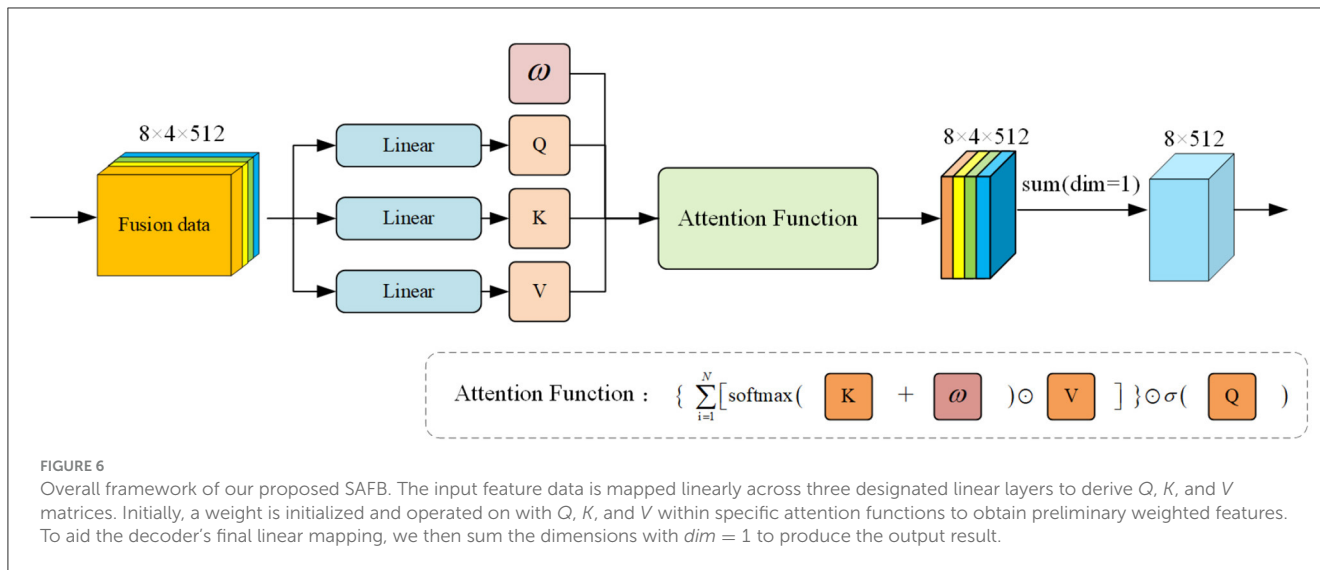 ω
8×4×512
Linear
Q
8×4×512
8×512
sum(dim=1)
Fusion data
Linear
K
Attention Function
Linear
V
Attention Function : { ∑ i=1 N [softmax( K + ω )⊙ V ] }⊙σ( Q )
FIGURE 6
Overall framework of our proposed SAFB. The input feature data is mapped linearly across three designated linear layers to derive Q, K, and V
matrices. Initially, a weight is initialized and operated on with Q, K, and V within specific attention functions to obtain preliminary weighted features.
To aid the decoder's final linear mapping, we then sum the dimensions with dim = 1 to produce the output result.